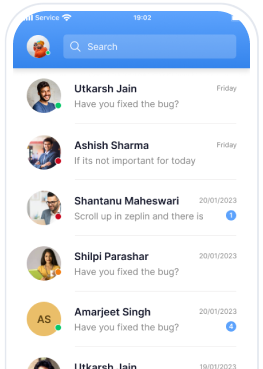 Service 19:02
Search
Utkarsh Jain Friday
Have you fixed the bug?
Ashish Sharma Friday
If its not important for today
Shantanu Maheswari 20/01/2023
Scroll up in zeplin and there is 1
Shilpi Parashar 20/01/2023
Have you fixed the bug?
AS
Amarjeet Singh 20/01/2023
Have you fixed the bug? 4
Utkarsh Jain 19/01/2023